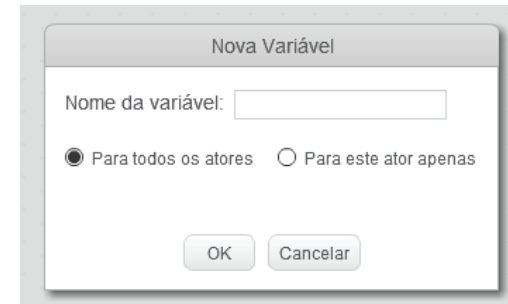 Nova Variável
Nome da variável:
Para todos os atores Para este ator apenas
OK Cancelar